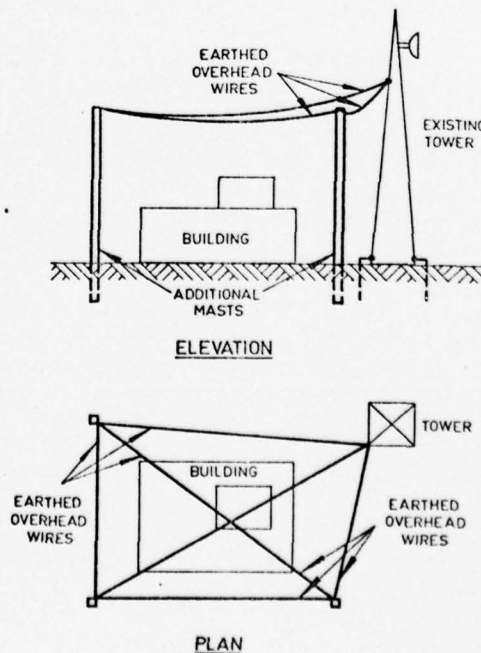 EARTHED
OVERHEAD
WIRES
EXISTING
TOWER
BUILDING
ADDITIONAL
MASTS
ELEVATION
TOWER
BUILDING
EARTHED
OVERHEAD
WIRES
EARTHED
OVERHEAD
WIRES
PLAN